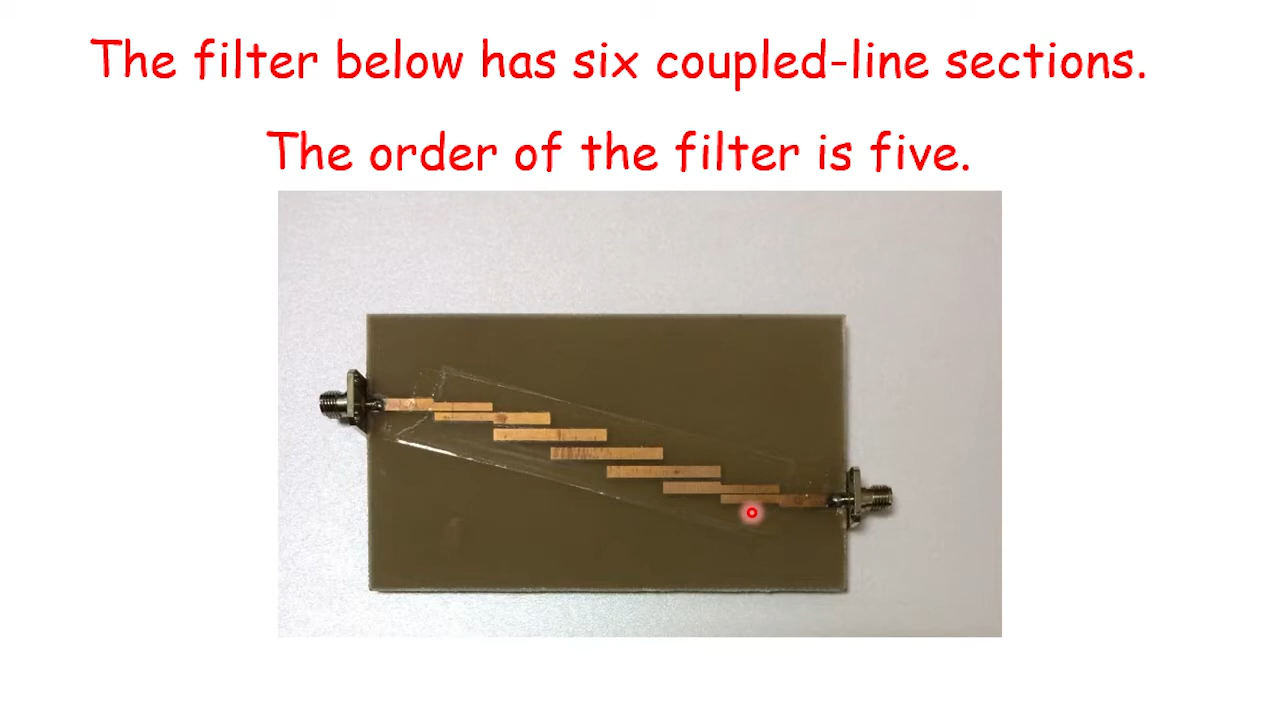 The filter below has six coupled-line sections.
The order of the filter is five.